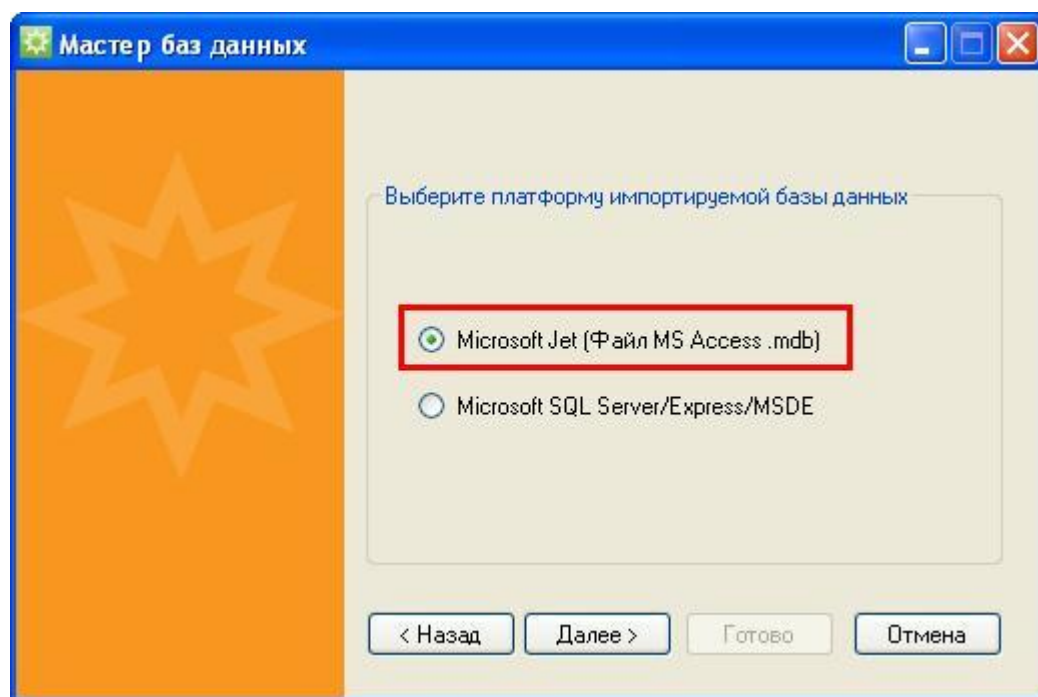 Мастер баз данных
Выберите платформу импортируемой базы данных
Microsoft Jet (Файл MS Access .mdb)
Microsoft SQL Server/Express/MSDE
< Назад Далее > Готово Отмена